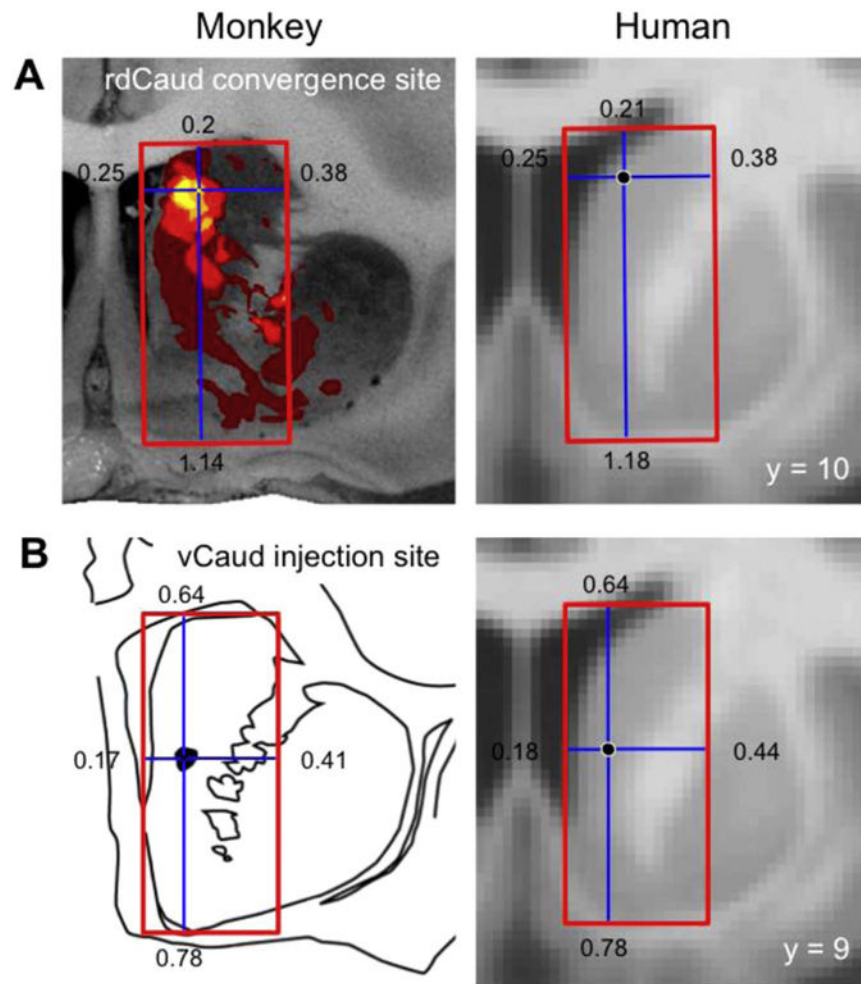 Monkey Human
A rdCaud convergence site
0.2 0.21
0.25 0.38 0.25 0.38
1.14 1.18
y = 10
B vCaud injection site
0.64 0.64
0.17 0.41 0.18 0.44
0.78 0.78
y = 9